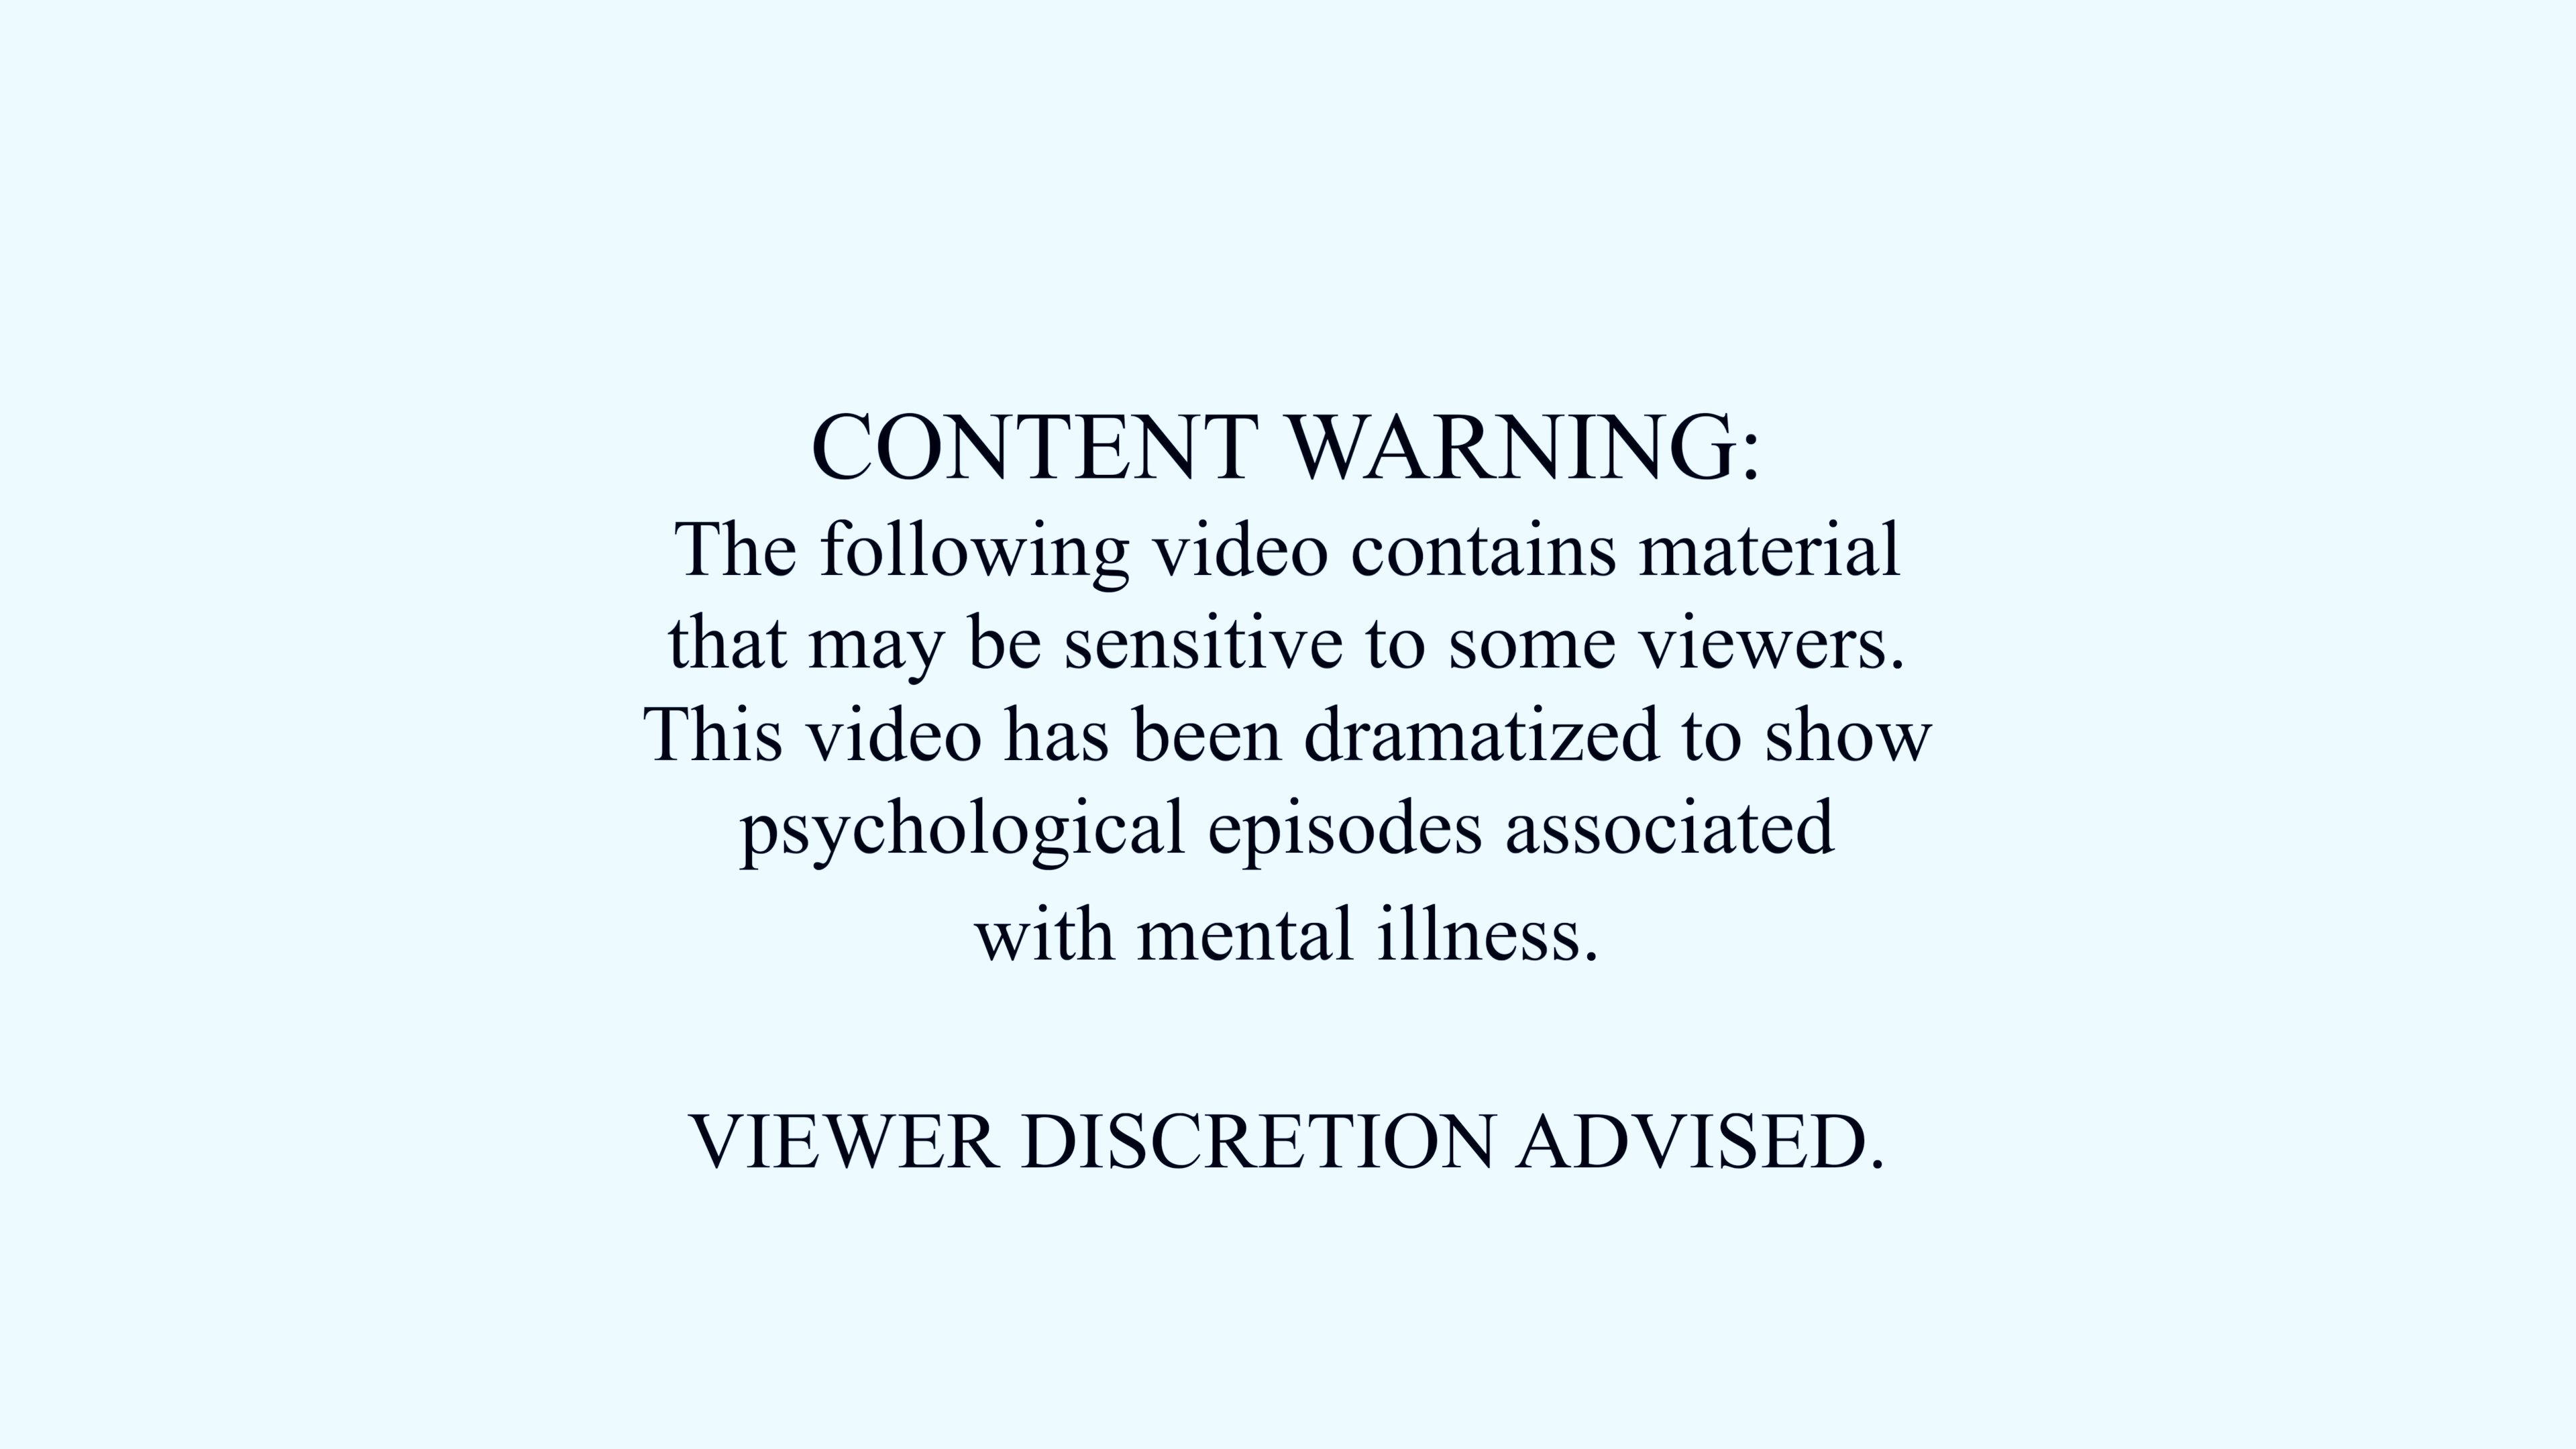 CONTENT WARNING:
The following video contains material
that may be sensitive to some viewers.
This video has been dramatized to show
psychological episodes associated
with mental illness.
VIEWER DISCRETION ADVISED.